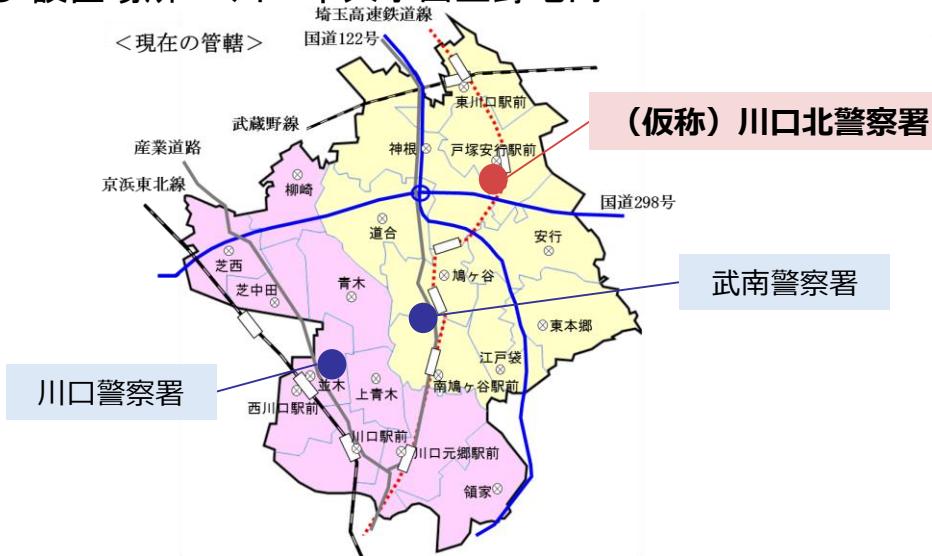 埼玉高速鉄道線
＜現在の管轄＞
国道122号
東川口駅前
（仮称）川口北警察署
武蔵野線
神根
戸塚安行駅前
産業道路
柳崎
京浜東北線
国道298号
道合
安行
芝西
鳩ヶ谷
武南警察署
芝中田
青木
東本郷
江戸袋
川口警察署
並木
上青木
南鳩ヶ谷駅前
西川口駅前
川口駅前
川口元郷駅前
領家